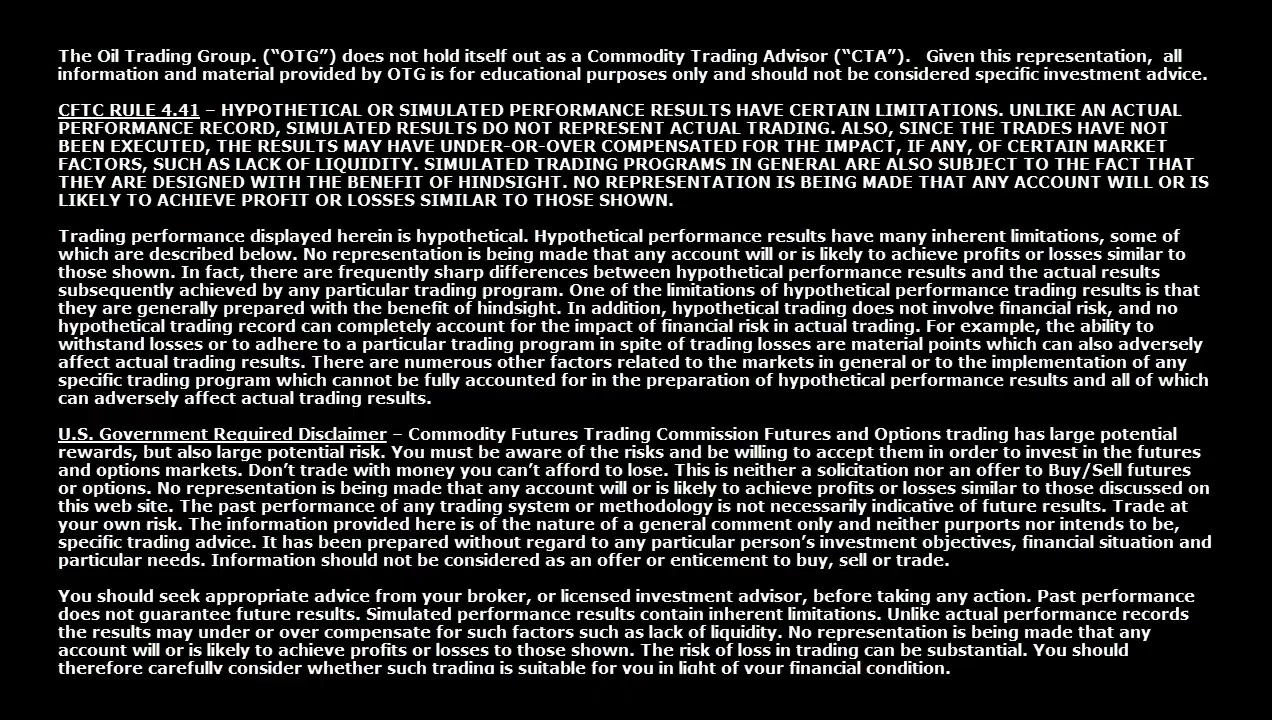 The Oil Trading Group. (“OTG”) does not hold itself out as a Commodity Trading Advisor (“CTA”).   Given this representation,  all
information and material provided by OTG is for educational purposes only and should not be considered specific investment advice.
CFTC RULE 4.41 – HYPOTHETICAL OR SIMULATED PERFORMANCE RESULTS HAVE CERTAIN LIMITATIONS. UNLIKE AN ACTUAL
PERFORMANCE RECORD, SIMULATED RESULTS DO NOT REPRESENT ACTUAL TRADING. ALSO, SINCE THE TRADES HAVE NOT
BEEN EXECUTED, THE RESULTS MAY HAVE UNDER-OR-OVER COMPENSATED FOR THE IMPACT, IF ANY, OF CERTAIN MARKET
FACTORS, SUCH AS LACK OF LIQUIDITY. SIMULATED TRADING PROGRAMS IN GENERAL ARE ALSO SUBJECT TO THE FACT THAT
THEY ARE DESIGNED WITH THE BENEFIT OF HINDSIGHT. NO REPRESENTATION IS BEING MADE THAT ANY ACCOUNT WILL OR IS
LIKELY TO ACHIEVE PROFIT OR LOSSES SIMILAR TO THOSE SHOWN.
Trading performance displayed herein is hypothetical. Hypothetical performance results have many inherent limitations, some of
which are described below. No representation is being made that any account will or is likely to achieve profits or losses similar to
those shown. In fact, there are frequently sharp differences between hypothetical performance results and the actual results
subsequently achieved by any particular trading program. One of the limitations of hypothetical performance trading results is that
they are generally prepared with the benefit of hindsight. In addition, hypothetical trading does not involve financial risk, and no
hypothetical trading record can completely account for the impact of financial risk in actual trading. For example, the ability to
withstand losses or to adhere to a particular trading program in spite of trading losses are material points which can also adversely
affect actual trading results. There are numerous other factors related to the markets in general or to the implementation of any
specific trading program which cannot be fully accounted for in the preparation of hypothetical performance results and all of which
can adversely affect actual trading results.
U.S. Government Required Disclaimer – Commodity Futures Trading Commission Futures and Options trading has large potential
rewards, but also large potential risk. You must be aware of the risks and be willing to accept them in order to invest in the futures
and options markets. Don’t trade with money you can’t afford to lose. This is neither a solicitation nor an offer to Buy/Sell futures
or options. No representation is being made that any account will or is likely to achieve profits or losses similar to those discussed on
this web site. The past performance of any trading system or methodology is not necessarily indicative of future results. Trade at
your own risk. The information provided here is of the nature of a general comment only and neither purports nor intends to be,
specific trading advice. It has been prepared without regard to any particular person’s investment objectives, financial situation and
particular needs. Information should not be considered as an offer or enticement to buy, sell or trade.
You should seek appropriate advice from your broker, or licensed investment advisor, before taking any action. Past performance
does not guarantee future results. Simulated performance results contain inherent limitations. Unlike actual performance records
the results may under or over compensate for such factors such as lack of liquidity. No representation is being made that any
account will or is likely to achieve profits or losses to those shown. The risk of loss in trading can be substantial. You should
therefore carefully consider whether such trading is suitable for you in light of your financial condition.